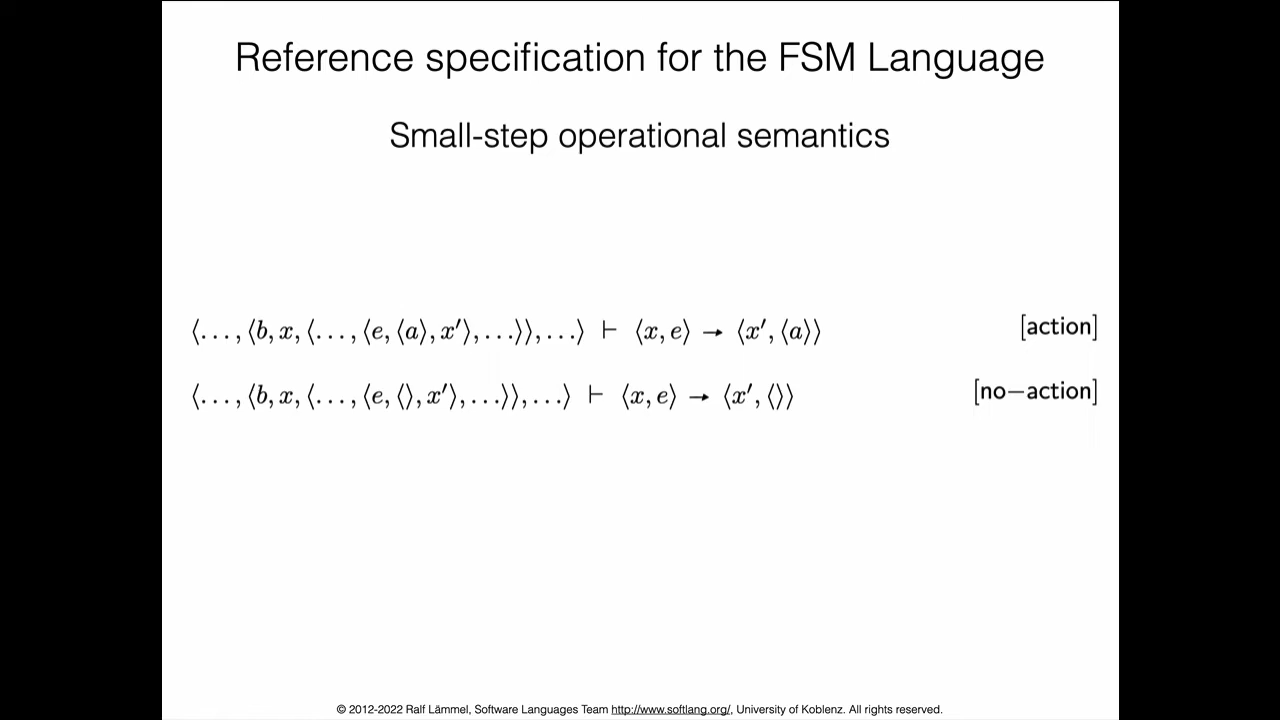 Reference specification for the FSM Language
Small-step operational semantics
⟨…, ⟨b, x, ⟨…, ⟨e, ⟨a⟩, x′⟩, …⟩⟩, …⟩ ⊢ ⟨x, e⟩ → ⟨x′, ⟨a⟩⟩ [action]
⟨…, ⟨b, x, ⟨…, ⟨e, ⟨⟩, x′⟩, …⟩⟩, …⟩ ⊢ ⟨x, e⟩ → ⟨x′, ⟨⟩⟩ [no−action]
© 2012-2022 Ralf Lämmel, Software Languages Team http://www.softlang.org/, University of Koblenz. All rights reserved.